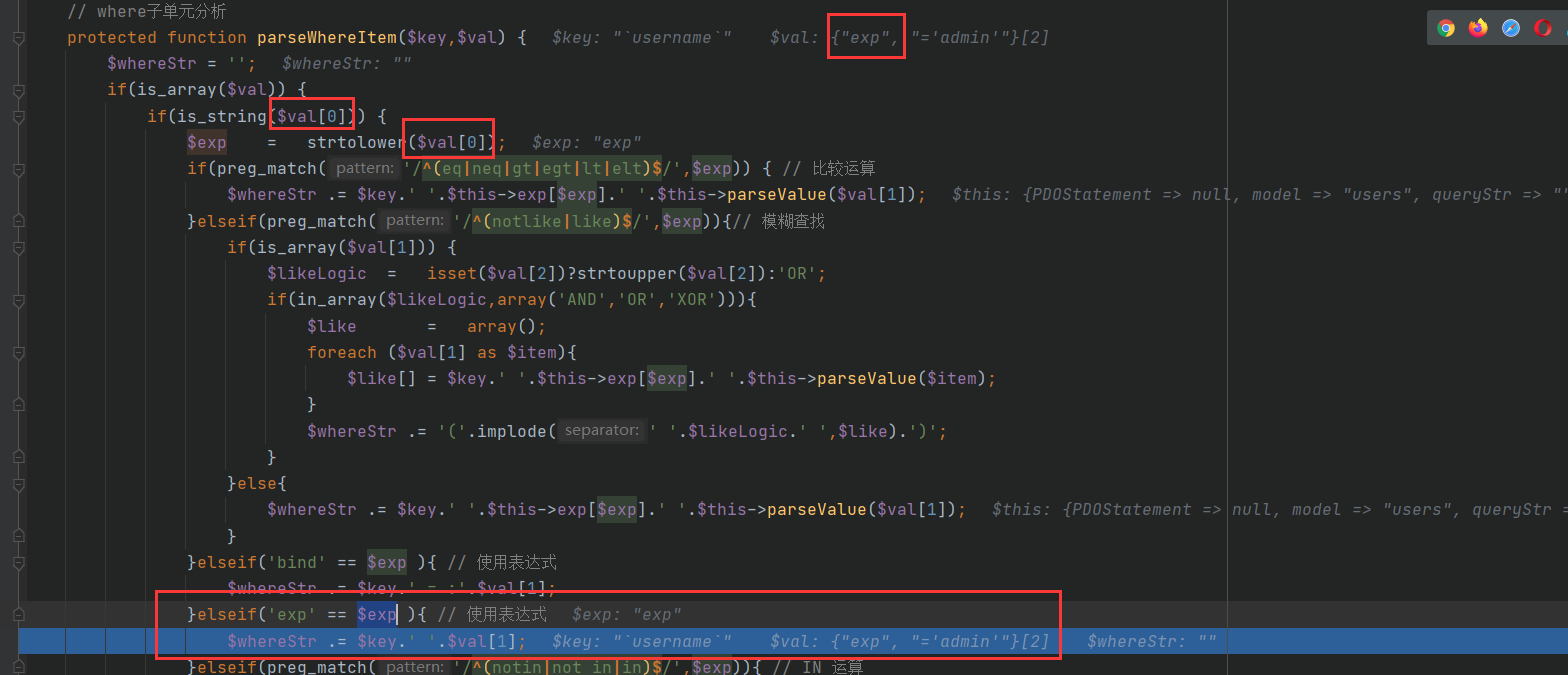 // where子单元分析
protected function parseWhereItem($key,$val) {   $key: "`username`"    $val: {"exp", "='admin'"}[2]
$whereStr = '';   $whereStr: ""
if(is_array($val)) {
if(is_string($val[0])) {
$exp    =   strtolower($val[0]);   $exp: "exp"
if(preg_match( pattern: '/^(eq|neq|gt|egt|lt|elt)$/',$exp)) { // 比较运算
$whereStr .= $key.' '.$this->exp[$exp].' '.$this->parseValue($val[1]);   $this: {PDOStatement => null, model => "users", queryStr => ""
}elseif(preg_match( pattern: '/^(notlike|like)$/',$exp)){// 模糊查找
if(is_array($val[1])) {
$likeLogic  =   isset($val[2])?strtoupper($val[2]):'OR';
if(in_array($likeLogic,array('AND','OR','XOR'))){
$like       =   array();
foreach ($val[1] as $item){
$like[] = $key.' '.$this->exp[$exp].' '.$this->parseValue($item);
}
$whereStr .= '('.implode( separator: ' '.$likeLogic.' ',$like).')';
}
}else{
$whereStr .= $key.' '.$this->exp[$exp].' '.$this->parseValue($val[1]);   $this: {PDOStatement => null, model => "users", queryStr =
}
}elseif('bind' == $exp ){ // 使用表达式
$whereStr .= $key.' = :'.$val[1];
}elseif('exp' == $exp ){ // 使用表达式   $exp: "exp"
$whereStr .= $key.' '.$val[1];   $key: "`username`"    $val: {"exp", "='admin'"}[2]    $whereStr: ""
}elseif(preg_match( pattern: '/^(notin|not in|in)$/',$exp)){ // IN 运算